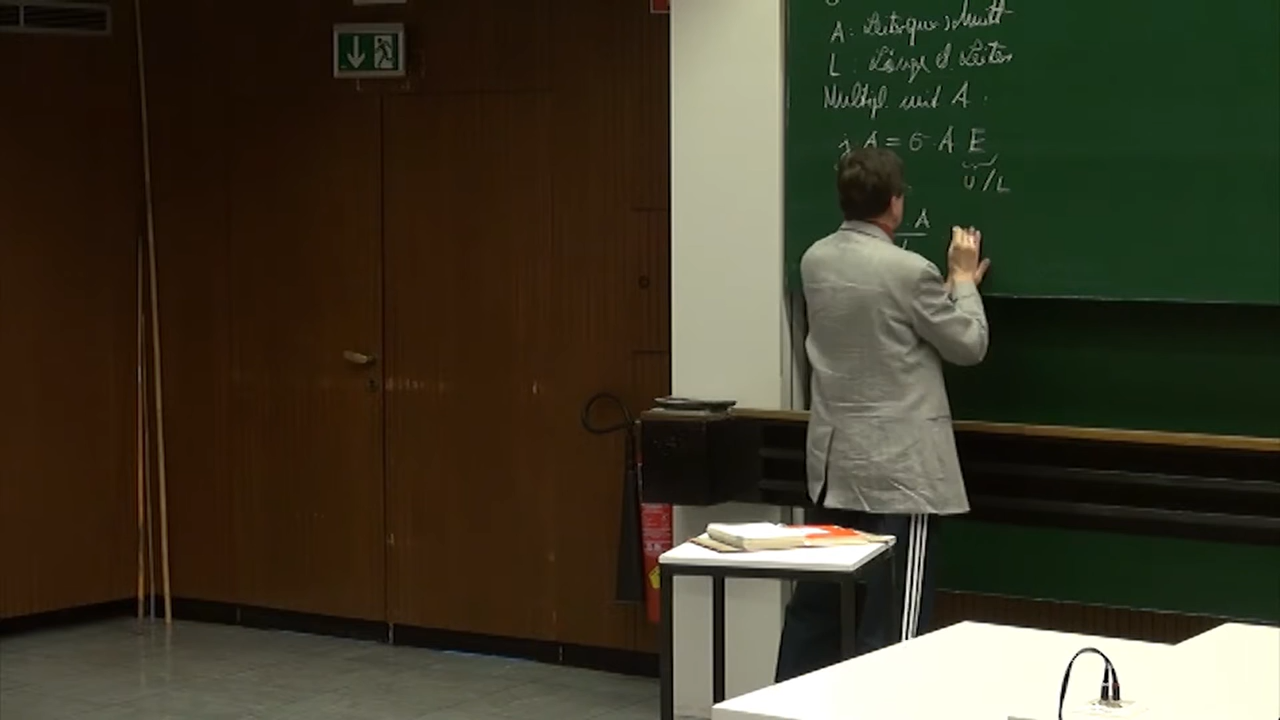 A: Leiterquerschnitt
L: Länge d. Leiters
Multipl. mit A.
j A = σ · A E
U/L
A